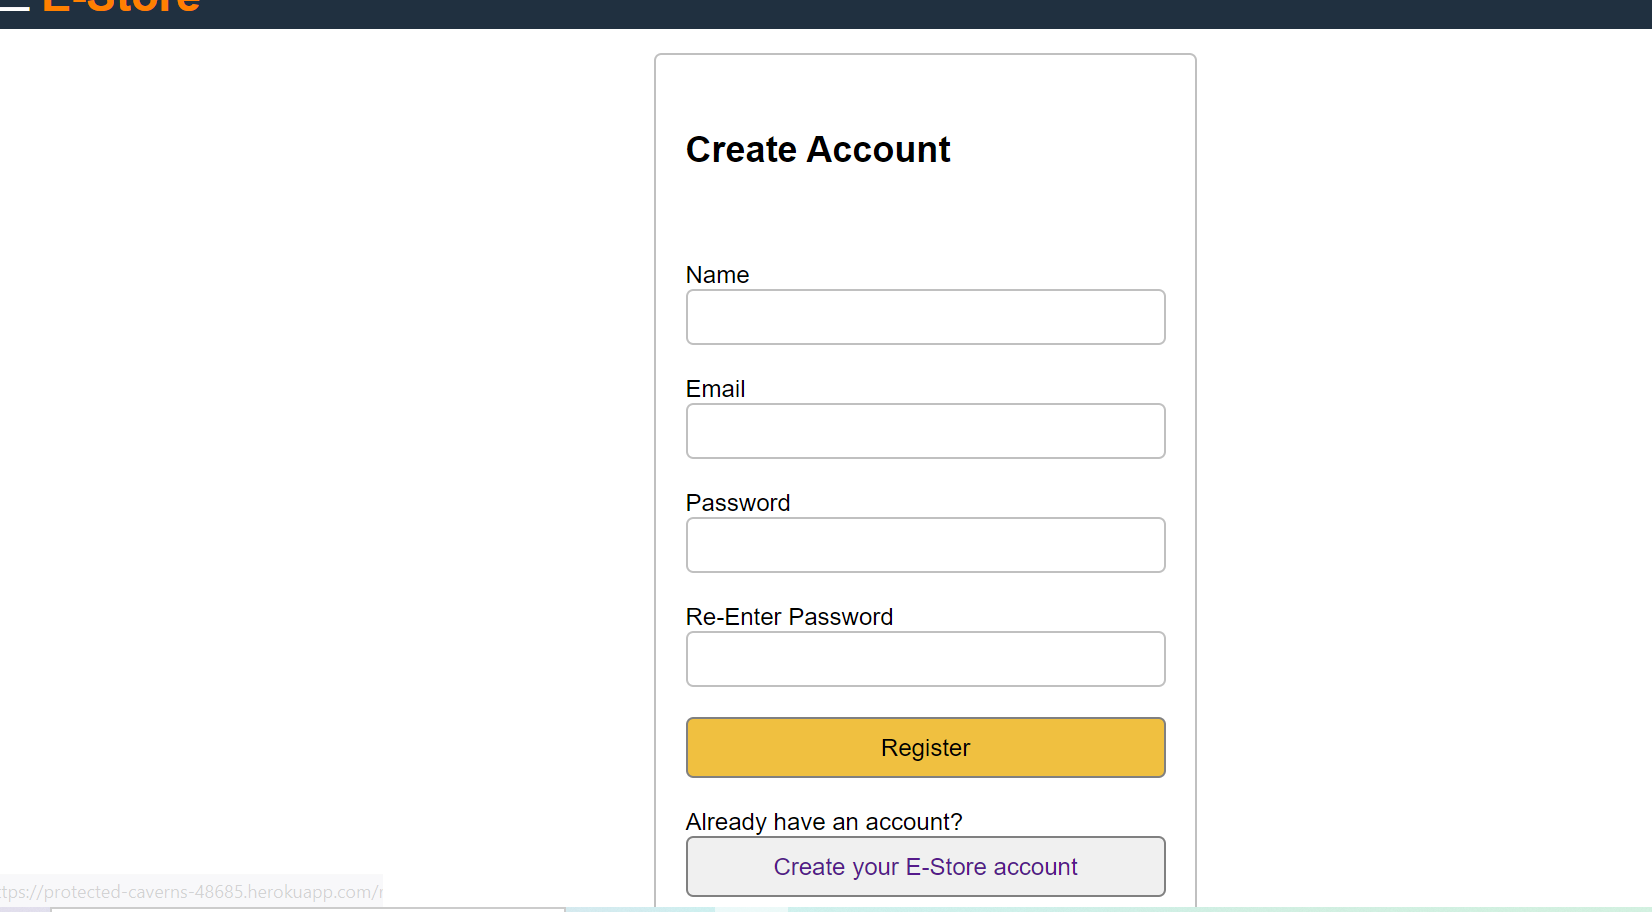 E-Store
Create Account
Name
Email
Password
Re-Enter Password
Register
Already have an account?
Create your E-Store account
ttps://protected-caverns-48685.herokuapp.com/r